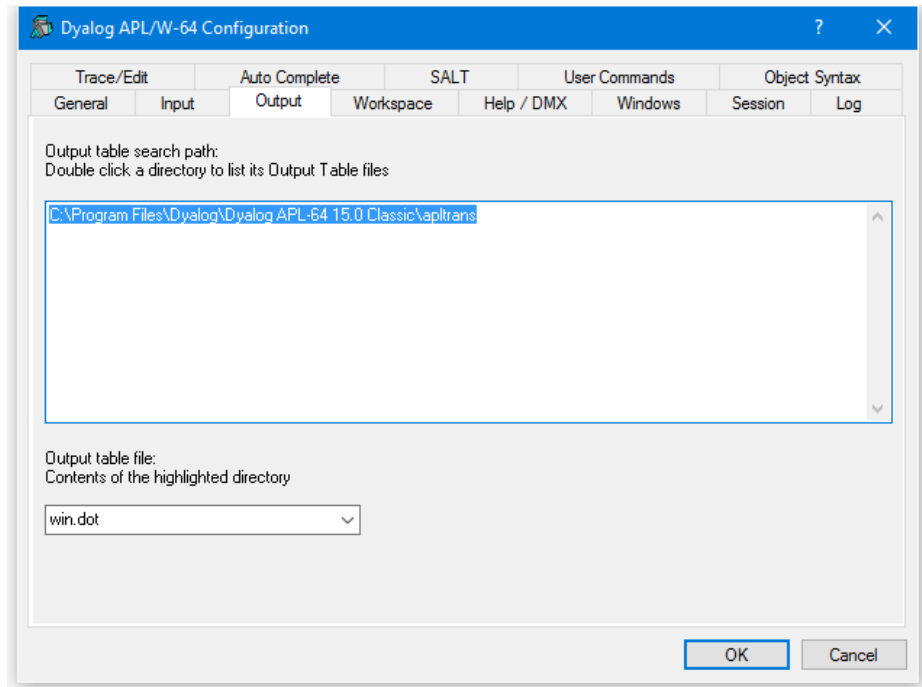 Dyalog APL/W-64 Configuration ? ×
Trace/Edit Auto Complete SALT User Commands Object Syntax
General Input Output Workspace Help / DMX Windows Session Log
Output table search path:
Double click a directory to list its Output Table files
C:\Program Files\Dyalog\Dyalog APL-64 15.0 Classic\apltrans
Output table file:
Contents of the highlighted directory
win.dot
OK Cancel